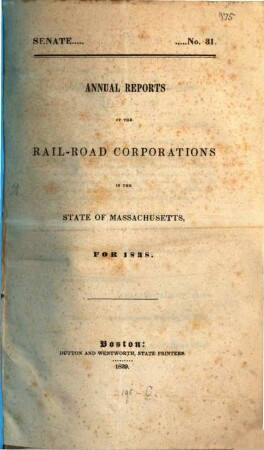 SENATE..... .....No. 31.
ANNUAL REPORTS
OF THE
RAIL-ROAD CORPORATIONS
IN THE
STATE OF MASSACHUSETTS,
FOR 1838.
Boston:
DUTTON AND WENTWORTH, STATE PRINTERS.
..........
1839.